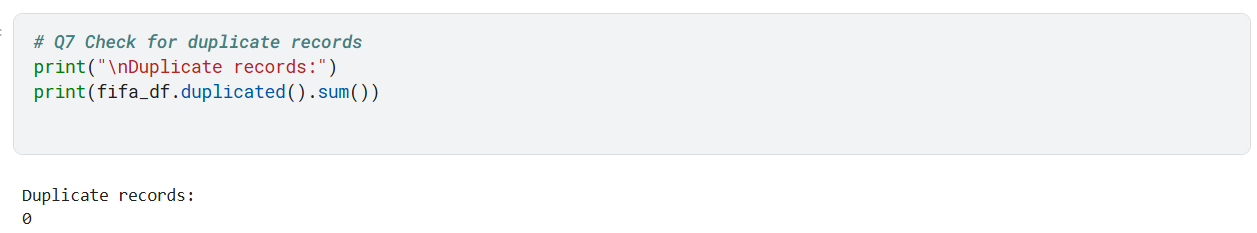 # Q7 Check for duplicate records
print("\nDuplicate records:")
print(fifa_df.duplicated().sum())
Duplicate records:
0